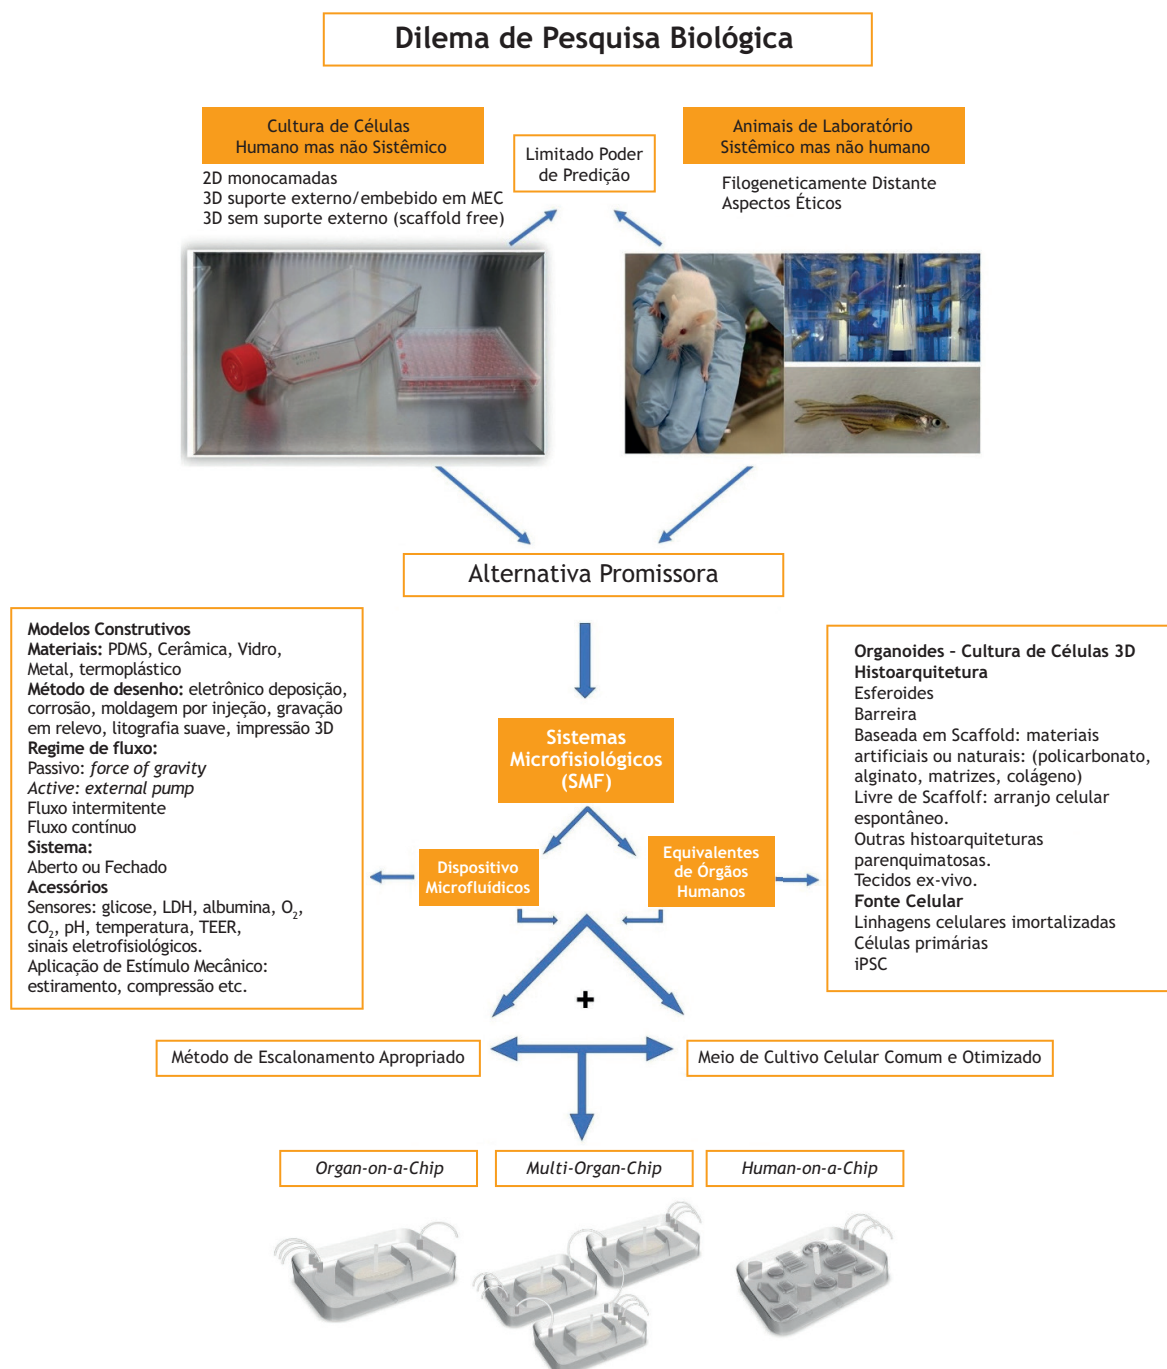 Dilema de Pesquisa Biológica
Cultura de Células
Humano mas não Sistêmico
2D monocamadas
3D suporte externo/embebido em MEC
3D sem suporte externo (scaffold free)
Limitado Poder
de Predição
Animais de Laboratório
Sistêmico mas não humano
Filogeneticamente Distante
Aspectos Éticos
Alternativa Promissora
Modelos Construtivos
Materiais: PDMS, Cerâmica, Vidro,
Metal, termoplástico
Método de desenho: eletrônico deposição,
corrosão, moldagem por injeção, gravação
em relevo, litografia suave, impressão 3D
Regime de fluxo:
Passivo: force of gravity
Active: external pump
Fluxo intermitente
Fluxo contínuo
Sistema:
Aberto ou Fechado
Acessórios
Sensores: glicose, LDH, albumina, O₂,
CO₂, pH, temperatura, TEER,
sinais eletrofisiológicos.
Aplicação de Estímulo Mecânico:
estiramento, compressão etc.
Sistemas
Microfisiológicos
(SMF)
Dispositivo
Microfluídicos
Equivalentes
de Órgãos
Humanos
Organoides - Cultura de Células 3D
Histoarquitetura
Esferoides
Barreira
Baseada em Scaffold: materiais
artificiais ou naturais: (policarbonato,
alginato, matrizes, colágeno)
Livre de Scaffolf: arranjo celular
espontâneo.
Outras histoarquiteturas
parenquimatosas.
Tecidos ex-vivo.
Fonte Celular
Linhagens celulares imortalizadas
Células primárias
iPSC
+
Método de Escalonamento Apropriado
Meio de Cultivo Celular Comum e Otimizado
Organ-on-a-Chip
Multi-Organ-Chip
Human-on-a-Chip